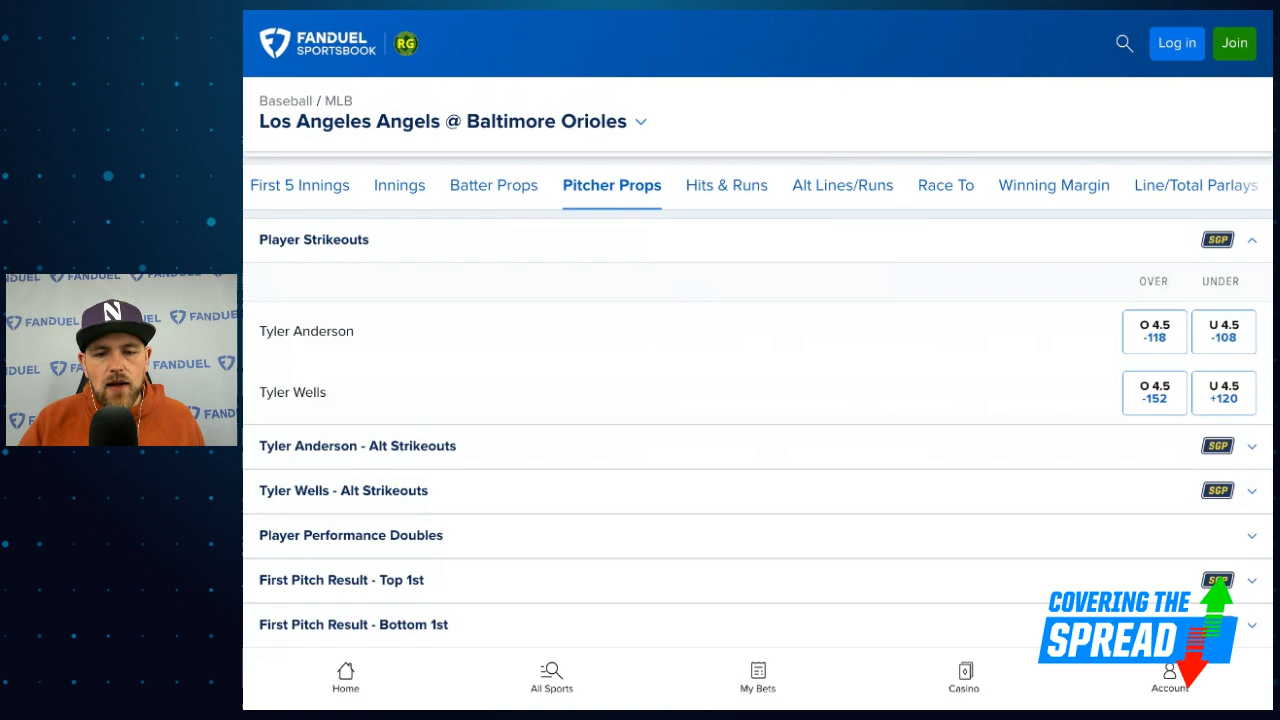 FANDUEL
SPORTSBOOK
RG
Log in
Join
Baseball / MLB
Los Angeles Angels @ Baltimore Orioles
First 5 Innings
Innings
Batter Props
Pitcher Props
Hits & Runs
Alt Lines/Runs
Race To
Winning Margin
Line/Total Parlays
Player Strikeouts
SGP
OVER
UNDER
Tyler Anderson
O 4.5
-118
U 4.5
-108
Tyler Wells
O 4.5
-152
U 4.5
+120
Tyler Anderson - Alt Strikeouts
SGP
Tyler Wells - Alt Strikeouts
SGP
Player Performance Doubles
First Pitch Result - Top 1st
SGP
First Pitch Result - Bottom 1st
COVERING THE
SPREAD
Home
All Sports
My Bets
Casino
Account
FANDUEL
FANDUEL
FANDUEL
N